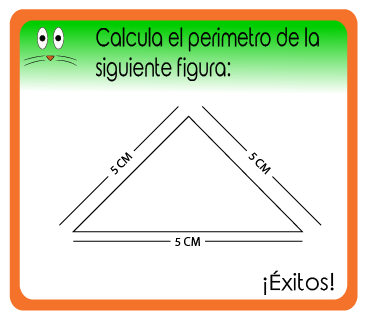 Calcula el perimetro de la
siguiente figura:
5 CM
5 CM
5 CM
¡Éxitos!